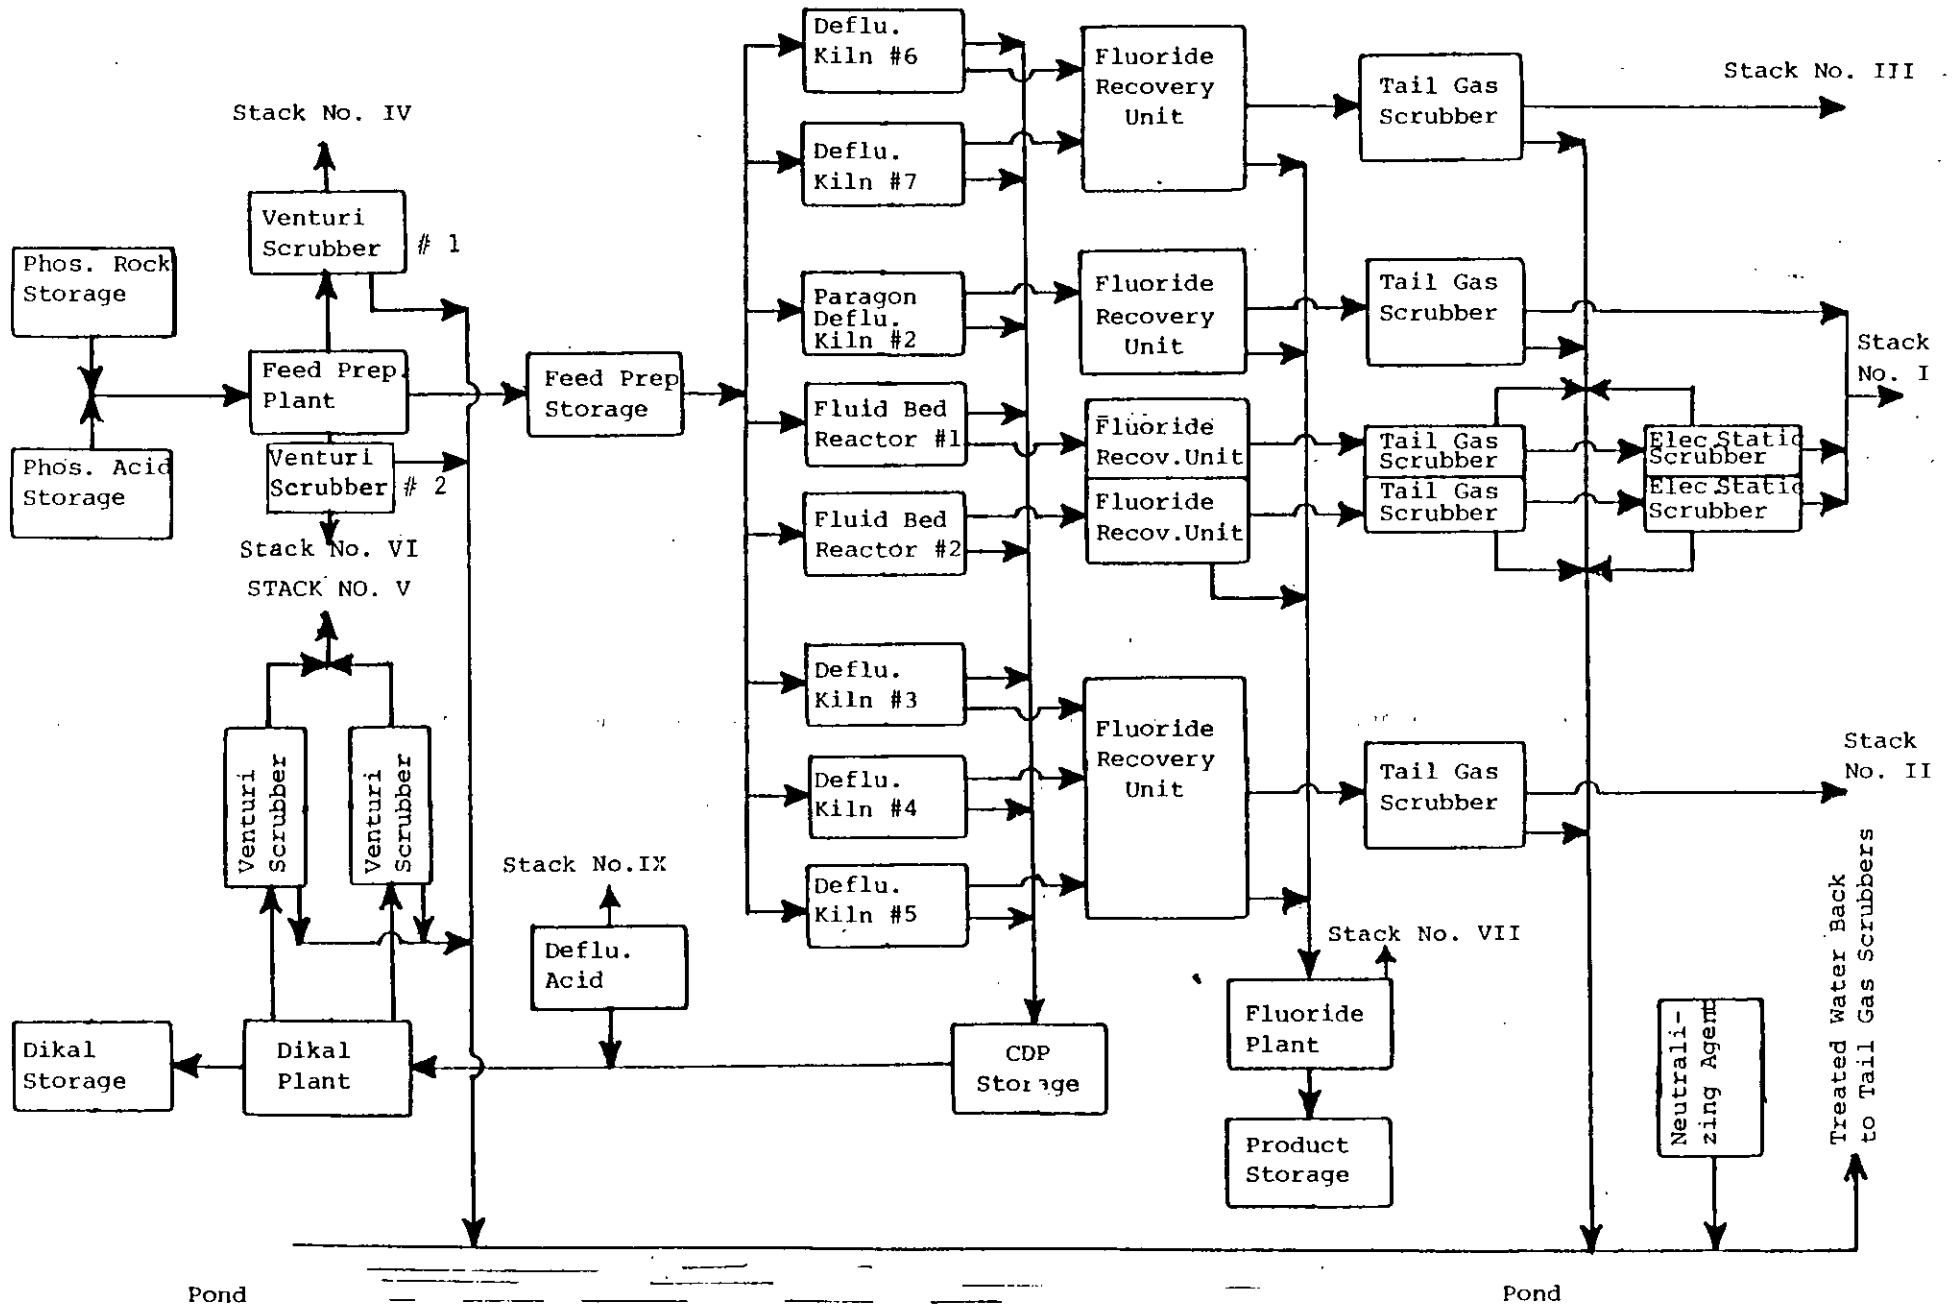 Deflu.
Kiln #6
Fluoride
Recovery
Unit
Tail Gas
Scrubber
Stack No. III
Stack No. IV
Deflu.
Kiln #7
Venturi
Scrubber # 1
Phos. Rock
Storage
Paragon
Deflu.
Kiln #2
Fluoride
Recovery
Unit
Tail Gas
Scrubber
Stack
No. I
Feed Prep.
Plant
Feed Prep
Storage
Fluid Bed
Reactor #1
Fluoride
Recov.Unit
Tail Gas
Scrubber
Elec.Static
Scrubber
Phos. Acid
Storage
Venturi
Scrubber # 2
Fluid Bed
Reactor #2
Fluoride
Recov.Unit
Tail Gas
Scrubber
Elec.Static
Scrubber
Stack No. VI
STACK NO. V
Deflu.
Kiln #3
Fluoride
Recovery
Unit
Tail Gas
Scrubber
Stack
No. II
Venturi
Scrubber
Venturi
Scrubber
Deflu.
Kiln #4
Stack No.IX
Deflu.
Kiln #5
Deflu.
Acid
Stack No. VII
Fluoride
Plant
Neutrali-
zing Agent
Treated Water Back
to Tail Gas Scrubbers
Dikal
Storage
Dikal
Plant
CDP
Storage
Product
Storage
Pond
Pond